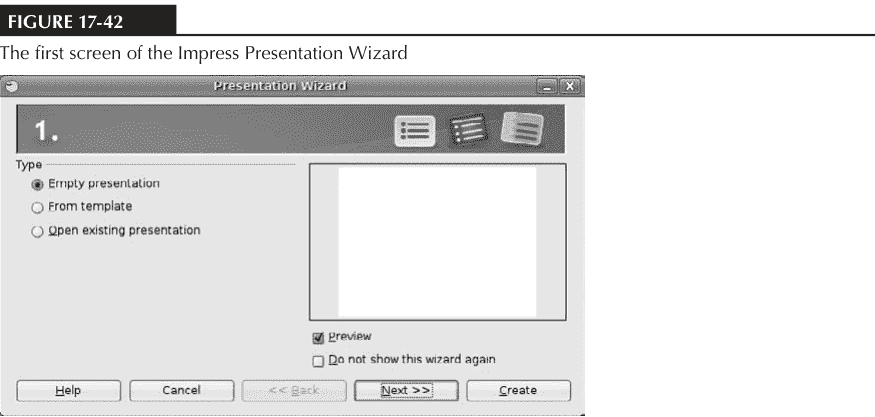 FIGURE 17-42
The first screen of the Impress Presentation Wizard
Presentation Wizard
1.
Type
Empty presentation
From template
Open existing presentation
Preview
Do not show this wizard again
Help
Cancel
<< Back
Next >>
Create